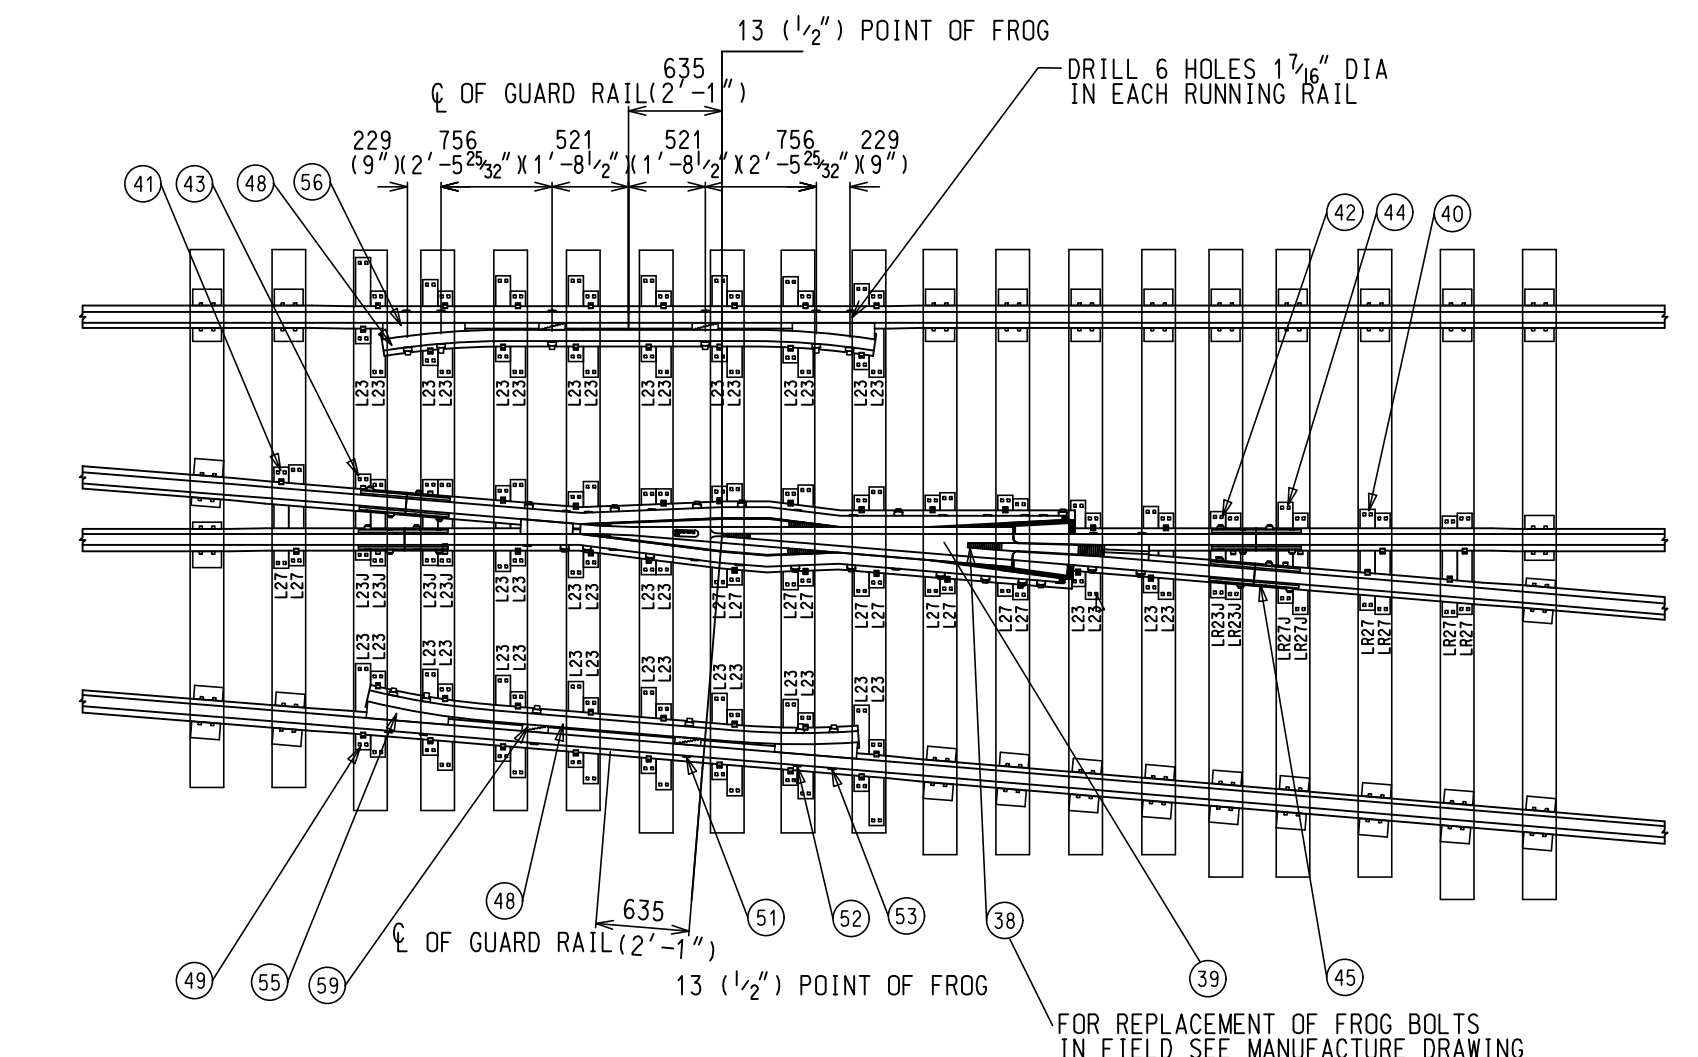 13 (1/2") POINT OF FROG
635
℄ OF GUARD RAIL(2'-1")
DRILL 6 HOLES 1 7/16" DIA
IN EACH RUNNING RAIL
229 756 521 521 756 229
(9")(2'-5 25/32")(1'-8 1/2")(1'-8 1/2")(2'-5 25/32")(9")
41 43 48 56
42 44 40
L23 L23 L23 L23 L23 L23 L23 L23 L23 L23 L23 L23 L23 L23 L23 L23
L27 L27 L23J L23J L23J L23J L23 L23 L23 L23 L23 L23 L27 L27 L27 L27 L27 L27 L27 L27 L27 L27 L23 L23 L23 L23 LR23J LR23J LR27J LR27J LR27 LR27 LR27 LR27
L23 L23 L23 L23 L23 L23 L23 L23 L23 L23 L23 L23 L23 L23 L23 L23
48 51 52 53 38
635
℄ OF GUARD RAIL(2'-1")
49 55 59 39 45
13 (1/2") POINT OF FROG
FOR REPLACEMENT OF FROG BOLTS
IN FIELD SEE MANUFACTURE DRAWING